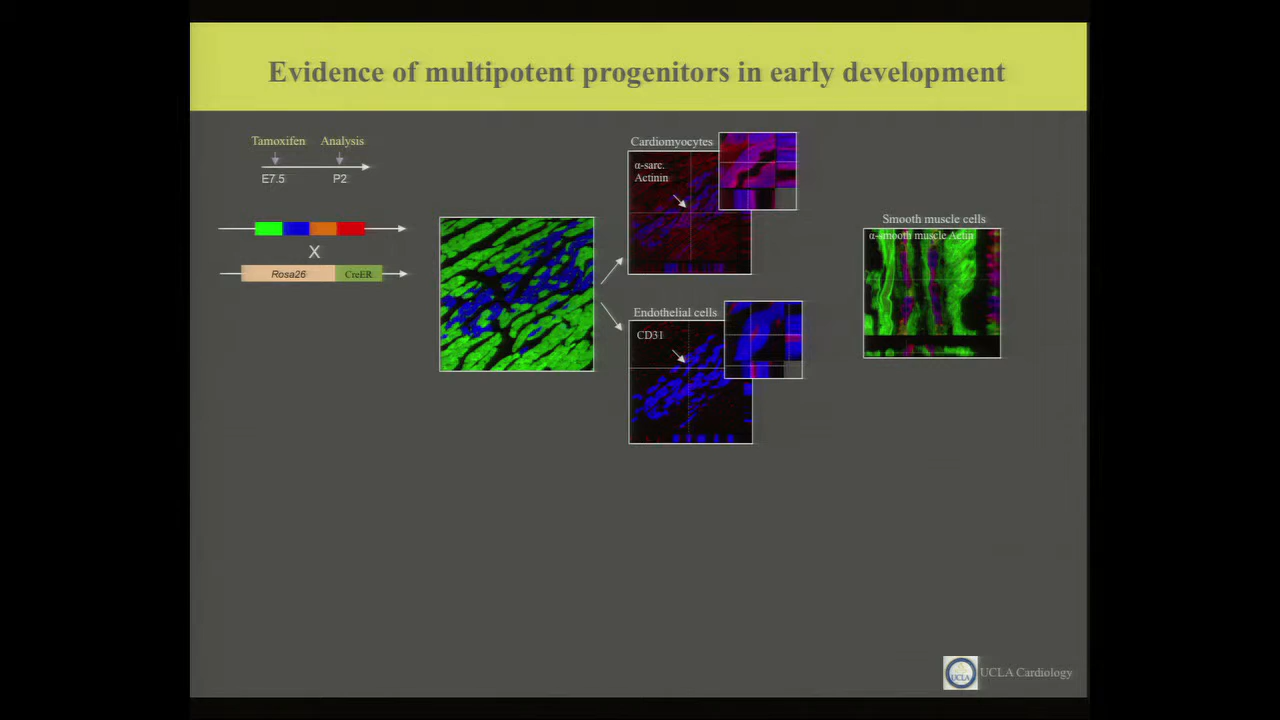 Evidence of multipotent progenitors in early development
Tamoxifen Analysis
E7.5 P2
X
Rosa26 CreER
Cardiomyocytes
α-sarc.
Actinin
Endothelial cells
CD31
Smooth muscle cells
α-smooth muscle Actin
UCLA
UCLA Cardiology